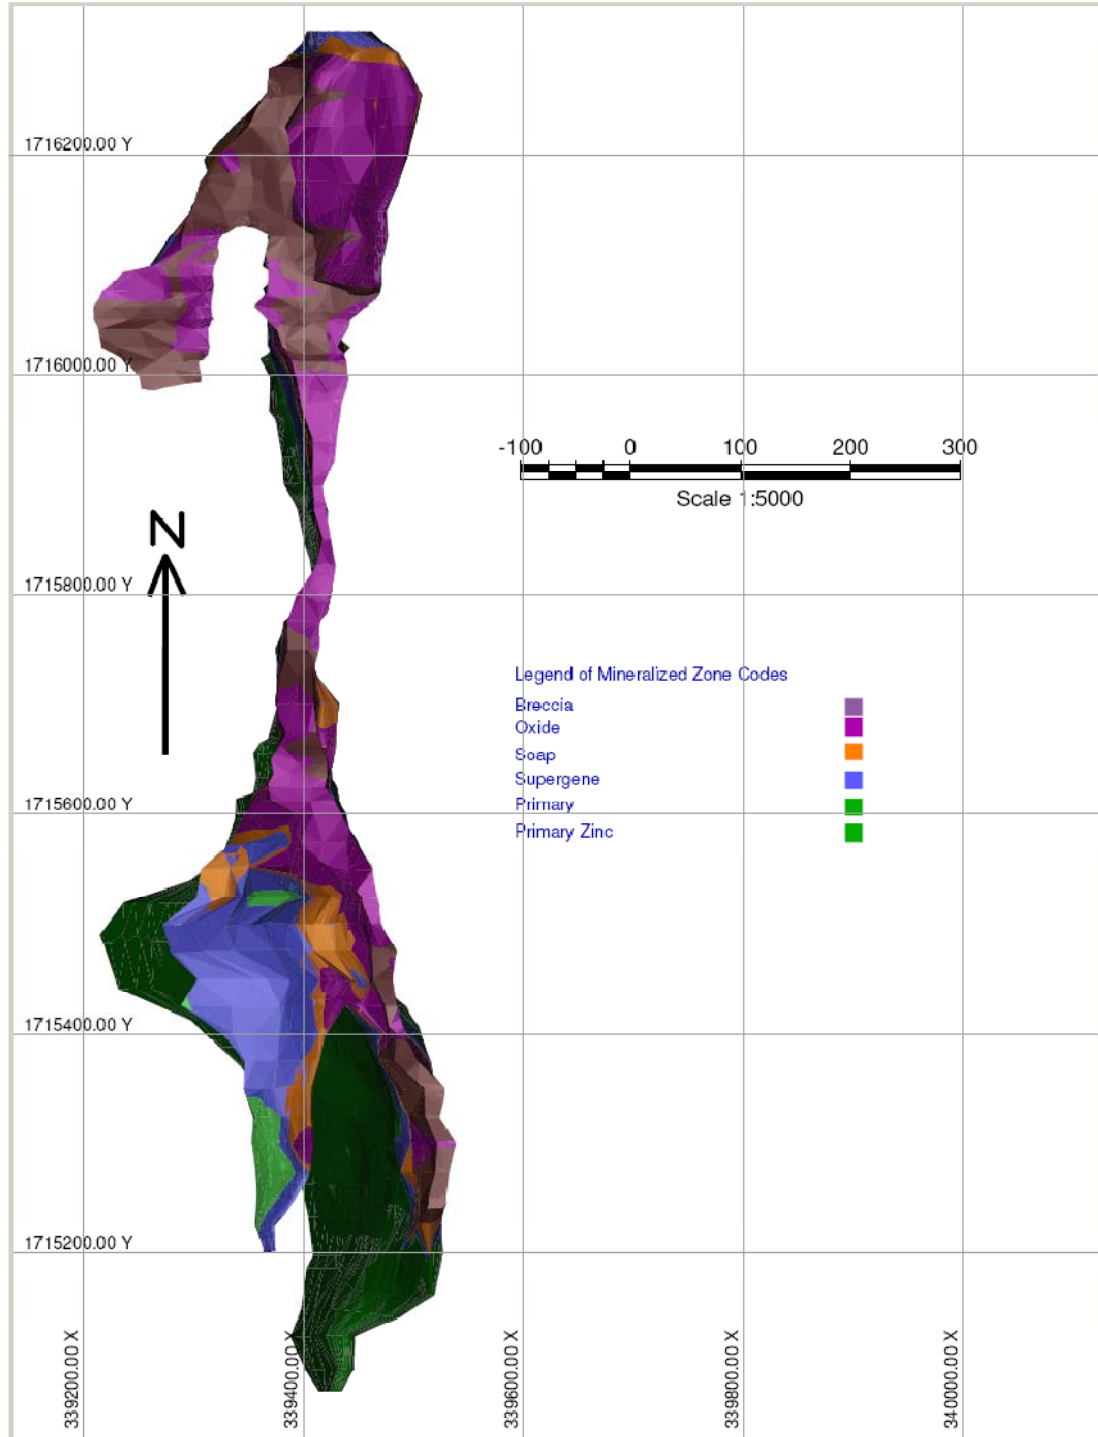 1716200.00 Y
1716000.00 Y
-100 0 100 200 300
Scale 1:5000
N
1715800.00 Y
Legend of Mineralized Zone Codes
Breccia
Oxide
Soap
Supergene
Primary
Primary Zinc
1715600.00 Y
1715400.00 Y
1715200.00 Y
339200.00 X
339400.00 X
339600.00 X
339800.00 X
340000.00 X